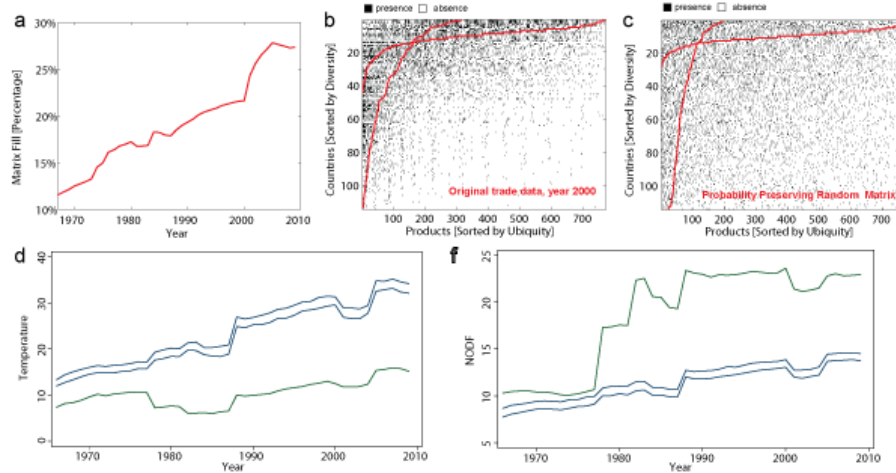 a
30%
27%
20%
15%
10%
Matrix Fill [Percentage]
1970 1980 1990 2000 2010
Year
b
presence absence
Countries [Sorted by Diversity]
20
40
60
80
100
Original trade data, year 2000
100 200 300 400 500 600 700
Products [Sorted by Ubiquity]
c
presence absence
Countries [Sorted by Diversity]
20
40
60
80
100
Probability Preserving Random Matrix
100 200 300 400 500 600 700
Products [Sorted by Ubiquity]
d
40
30
20
10
0
Temperature
1970 1980 1990 2000 2010
Year
f
25
20
15
10
5
NODF
1970 1980 1990 2000 2010
Year